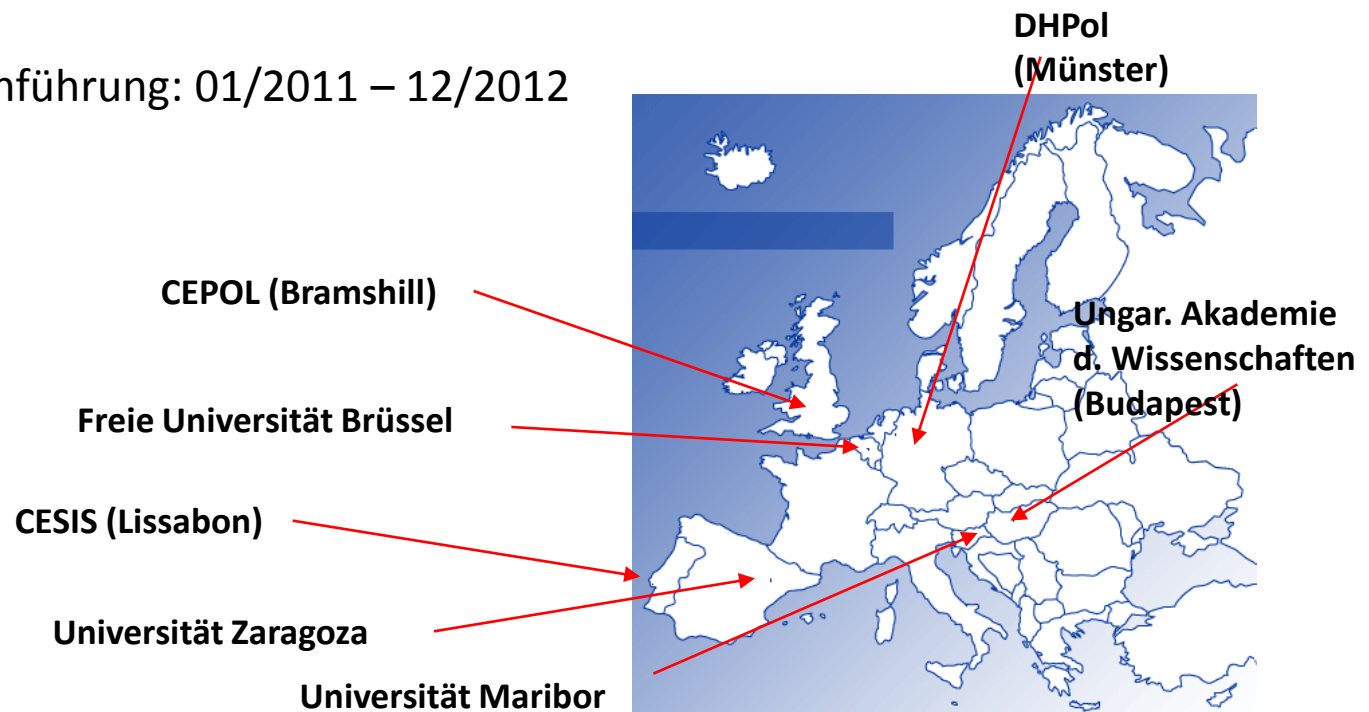 DHPol
(Münster)
nführung: 01/2011 – 12/2012
CEPOL (Bramshill)
Ungar. Akademie
d. Wissenschaften
(Budapest)
Freie Universität Brüssel
CESIS (Lissabon)
Universität Zaragoza
Universität Maribor